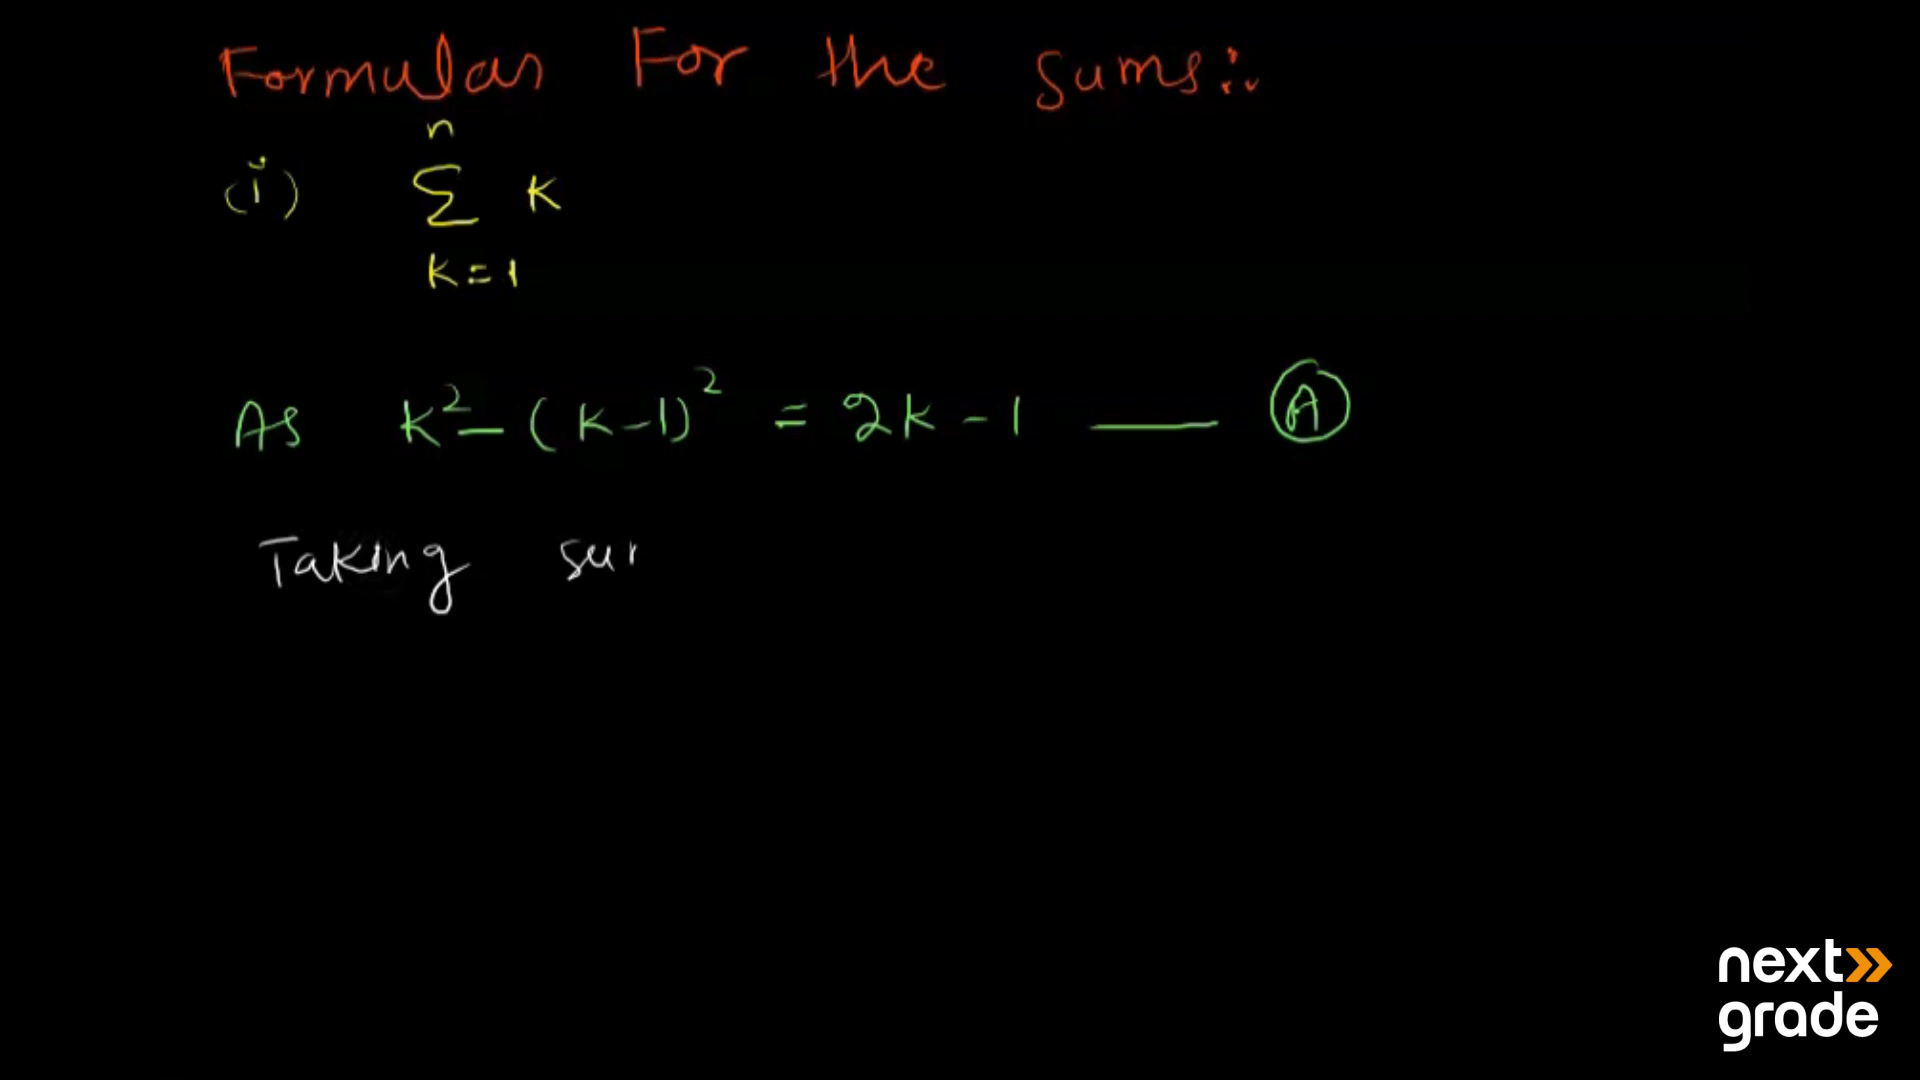 Formulas For the Sums:-
n
(i) Σ k
k=1
As k² - (k-1)² = 2k - 1 —— Ⓐ
Taking
next
grade